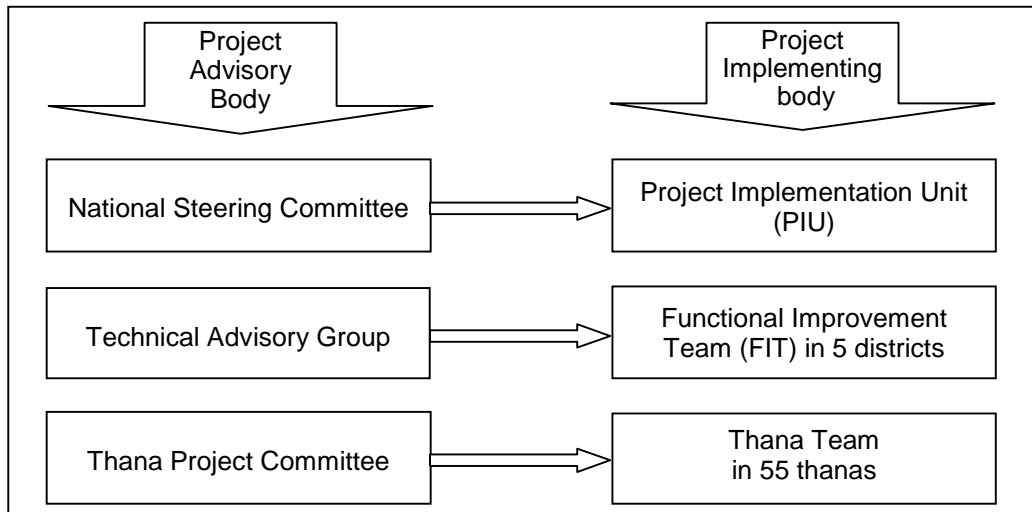 Project
Advisory
Body
Project
Implementing
body
National Steering Committee
Project Implementation Unit
(PIU)
Technical Advisory Group
Functional Improvement
Team (FIT) in 5 districts
Thana Project Committee
Thana Team
in 55 thanas